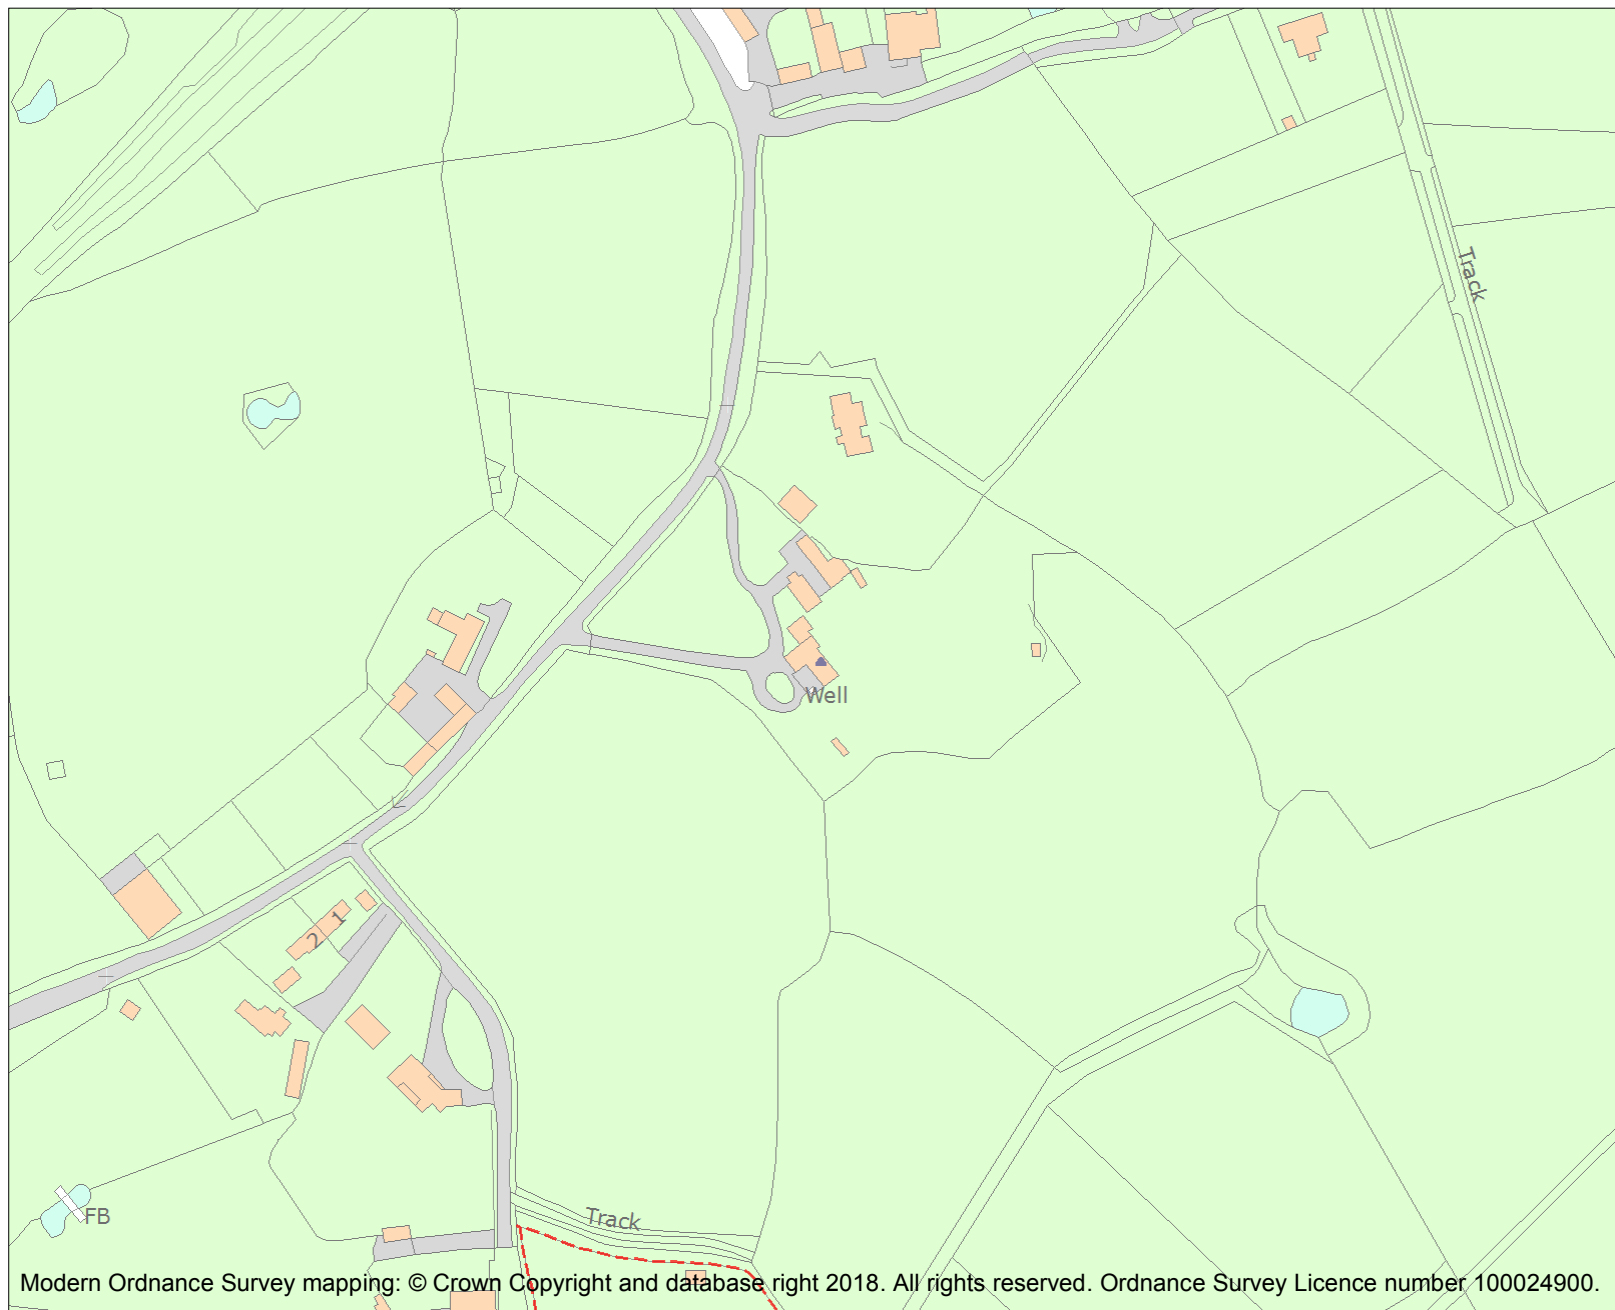 Track
Well
1
2
FB
Track
Modern Ordnance Survey mapping: © Crown Copyright and database right 2018. All rights reserved. Ordnance Survey Licence number 100024900.